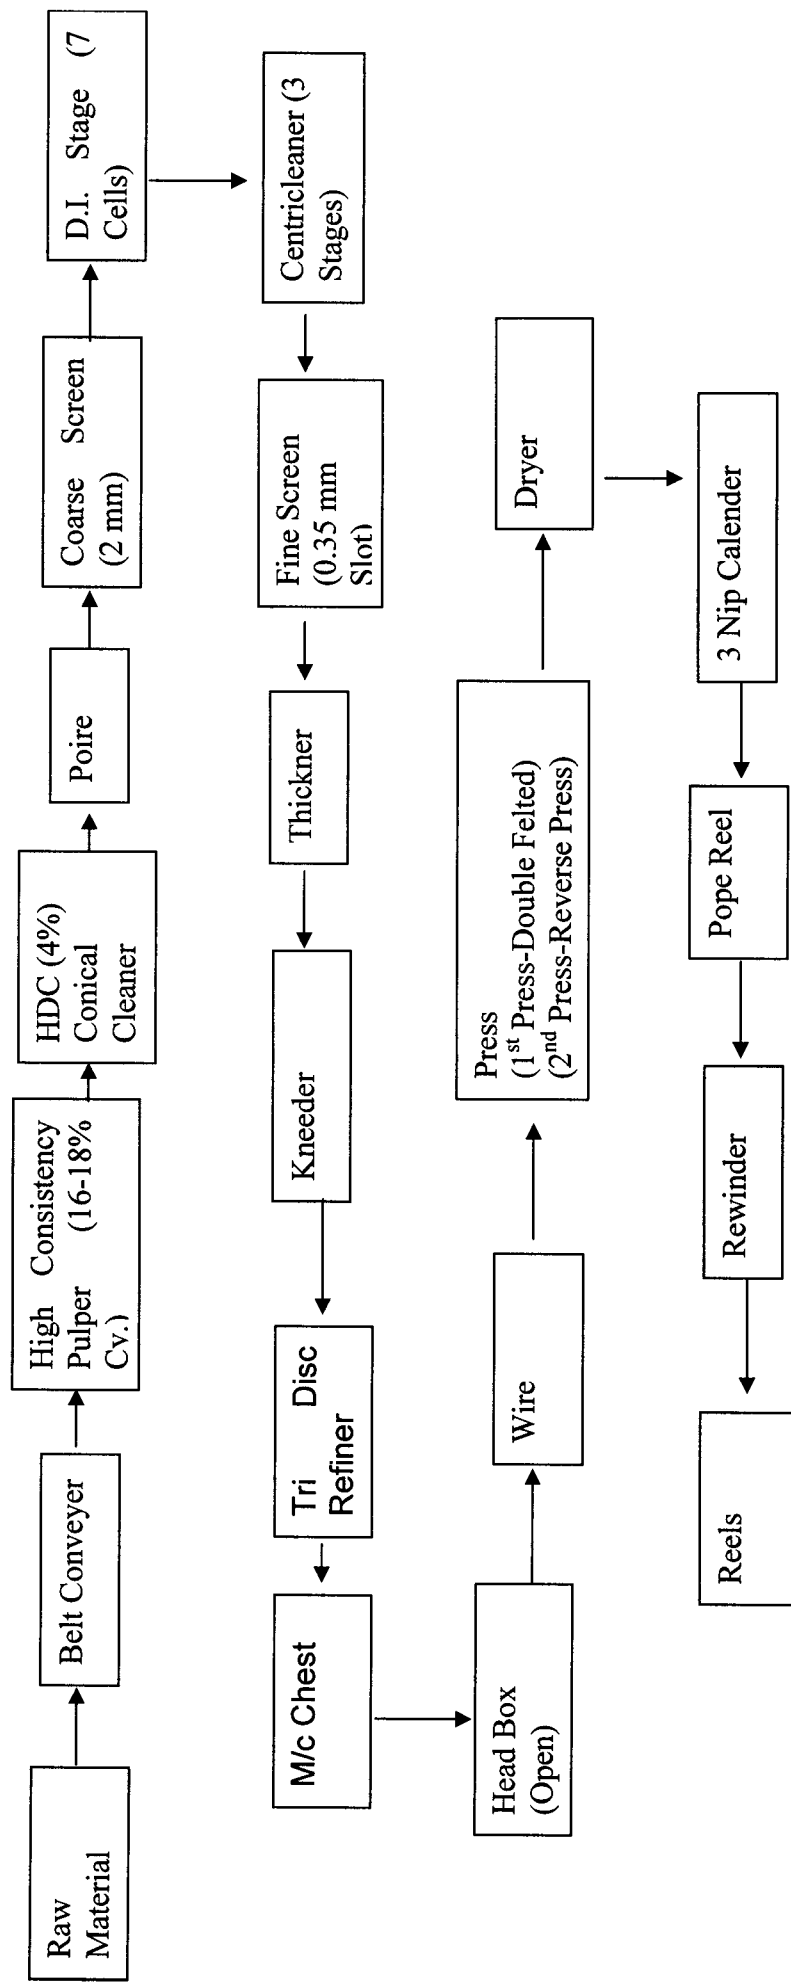 Raw
Material
Belt Conveyer
High Consistency
Pulper (16-18%
Cv.)
HDC (4%)
Conical
Cleaner
Poire
Coarse Screen
(2 mm)
D.I. Stage (7
Cells)
Centricleaner (3
Stages)
Fine Screen
(0.35 mm
Slot)
Thickner
Kneeder
Tri Disc
Refiner
M/c Chest
Head Box
(Open)
Wire
Press
(1st Press-Double Felted)
(2nd Press-Reverse Press)
Dryer
3 Nip Calender
Pope Reel
Rewinder
Reels